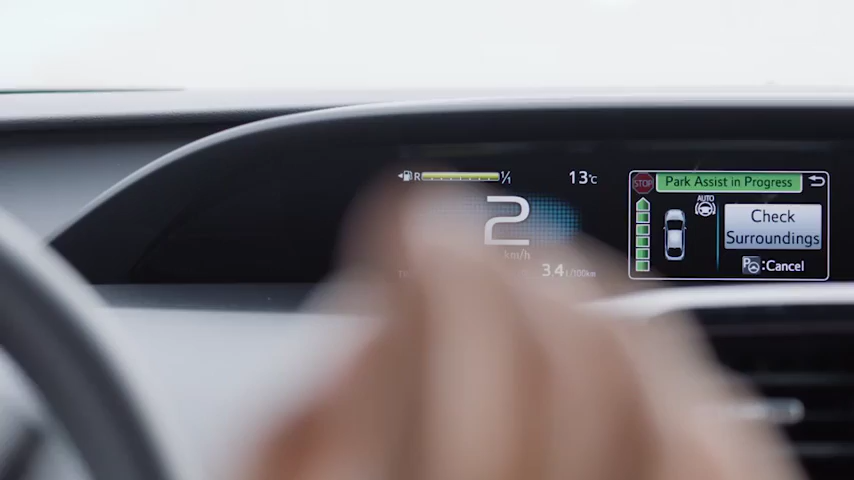 R 1/1
13°C
2
km/h
3.4 L/100km
STOP
Park Assist in Progress
AUTO
Check
Surroundings
P :Cancel